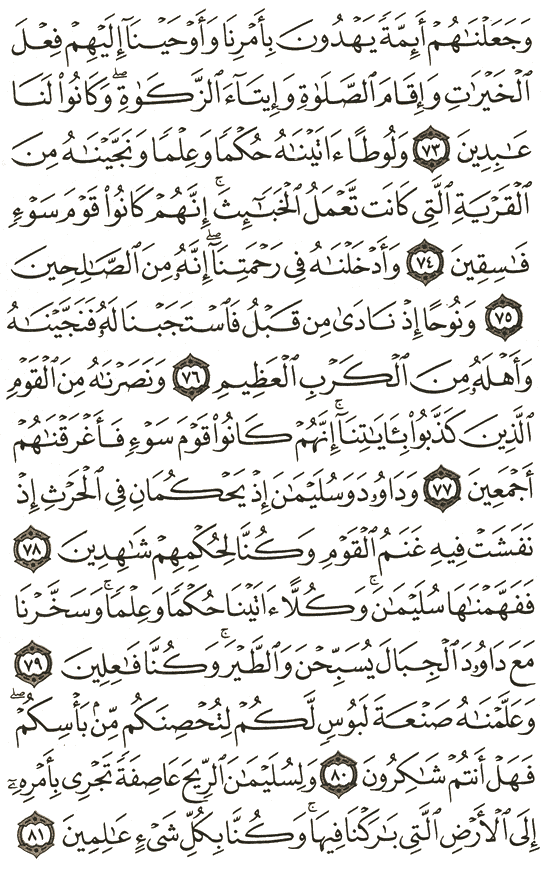 وَجَعَلْنَٰهُمْ أَئِمَّةً يَهْدُونَ بِأَمْرِنَا وَأَوْحَيْنَآ إِلَيْهِمْ فِعْلَ
ٱلْخَيْرَٰتِ وَإِقَامَ ٱلصَّلَوٰةِ وَإِيتَآءَ ٱلزَّكَوٰةِ ۖ وَكَانُوا۟ لَنَا
عَٰبِدِينَ ٧٣ وَلُوطًا ءَاتَيْنَٰهُ حُكْمًا وَعِلْمًا وَنَجَّيْنَٰهُ مِنَ
ٱلْقَرْيَةِ ٱلَّتِى كَانَت تَّعْمَلُ ٱلْخَبَٰٓئِثَ ۗ إِنَّهُمْ كَانُوا۟ قَوْمَ سَوْءٍ
فَٰسِقِينَ ٧٤ وَأَدْخَلْنَٰهُ فِى رَحْمَتِنَآ ۖ إِنَّهُۥ مِنَ ٱلصَّٰلِحِينَ
٧٥ وَنُوحًا إِذْ نَادَىٰ مِن قَبْلُ فَٱسْتَجَبْنَا لَهُۥ فَنَجَّيْنَٰهُ
وَأَهْلَهُۥ مِنَ ٱلْكَرْبِ ٱلْعَظِيمِ ٧٦ وَنَصَرْنَٰهُ مِنَ ٱلْقَوْمِ
ٱلَّذِينَ كَذَّبُوا۟ بِـَٔايَٰتِنَآ ۚ إِنَّهُمْ كَانُوا۟ قَوْمَ سَوْءٍ فَأَغْرَقْنَٰهُمْ
أَجْمَعِينَ ٧٧ وَدَاوُۥدَ وَسُلَيْمَٰنَ إِذْ يَحْكُمَانِ فِى ٱلْحَرْثِ إِذْ
نَفَشَتْ فِيهِ غَنَمُ ٱلْقَوْمِ وَكُنَّا لِحُكْمِهِمْ شَٰهِدِينَ ٧٨
فَفَهَّمْنَٰهَا سُلَيْمَٰنَ ۚ وَكُلًّا ءَاتَيْنَا حُكْمًا وَعِلْمًا ۚ وَسَخَّرْنَا
مَعَ دَاوُۥدَ ٱلْجِبَالَ يُسَبِّحْنَ وَٱلطَّيْرَ ۚ وَكُنَّا فَٰعِلِينَ ٧٩
وَعَلَّمْنَٰهُ صَنْعَةَ لَبُوسٍ لَّكُمْ لِتُحْصِنَكُم مِّنۢ بَأْسِكُمْ ۖ
فَهَلْ أَنتُمْ شَٰكِرُونَ ٨٠ وَلِسُلَيْمَٰنَ ٱلرِّيحَ عَاصِفَةً تَجْرِى بِأَمْرِهِۦٓ
إِلَى ٱلْأَرْضِ ٱلَّتِى بَٰرَكْنَا فِيهَا ۚ وَكُنَّا بِكُلِّ شَىْءٍ عَٰلِمِينَ ٨١